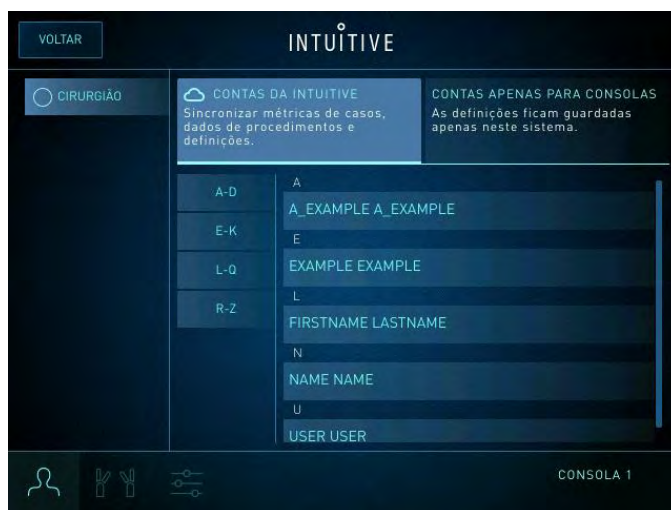 VOLTAR
INTUITIVE
CIRURGIÃO
CONTAS DA INTUITIVE
Sincronizar métricas de casos,
dados de procedimentos e
definições.
CONTAS APENAS PARA CONSOLAS
As definições ficam guardadas
apenas neste sistema.
A-D
E-K
L-Q
R-Z
A
A_EXAMPLE A_EXAMPLE
E
EXAMPLE EXAMPLE
L
FIRSTNAME LASTNAME
N
NAME NAME
U
USER USER
CONSOLA 1